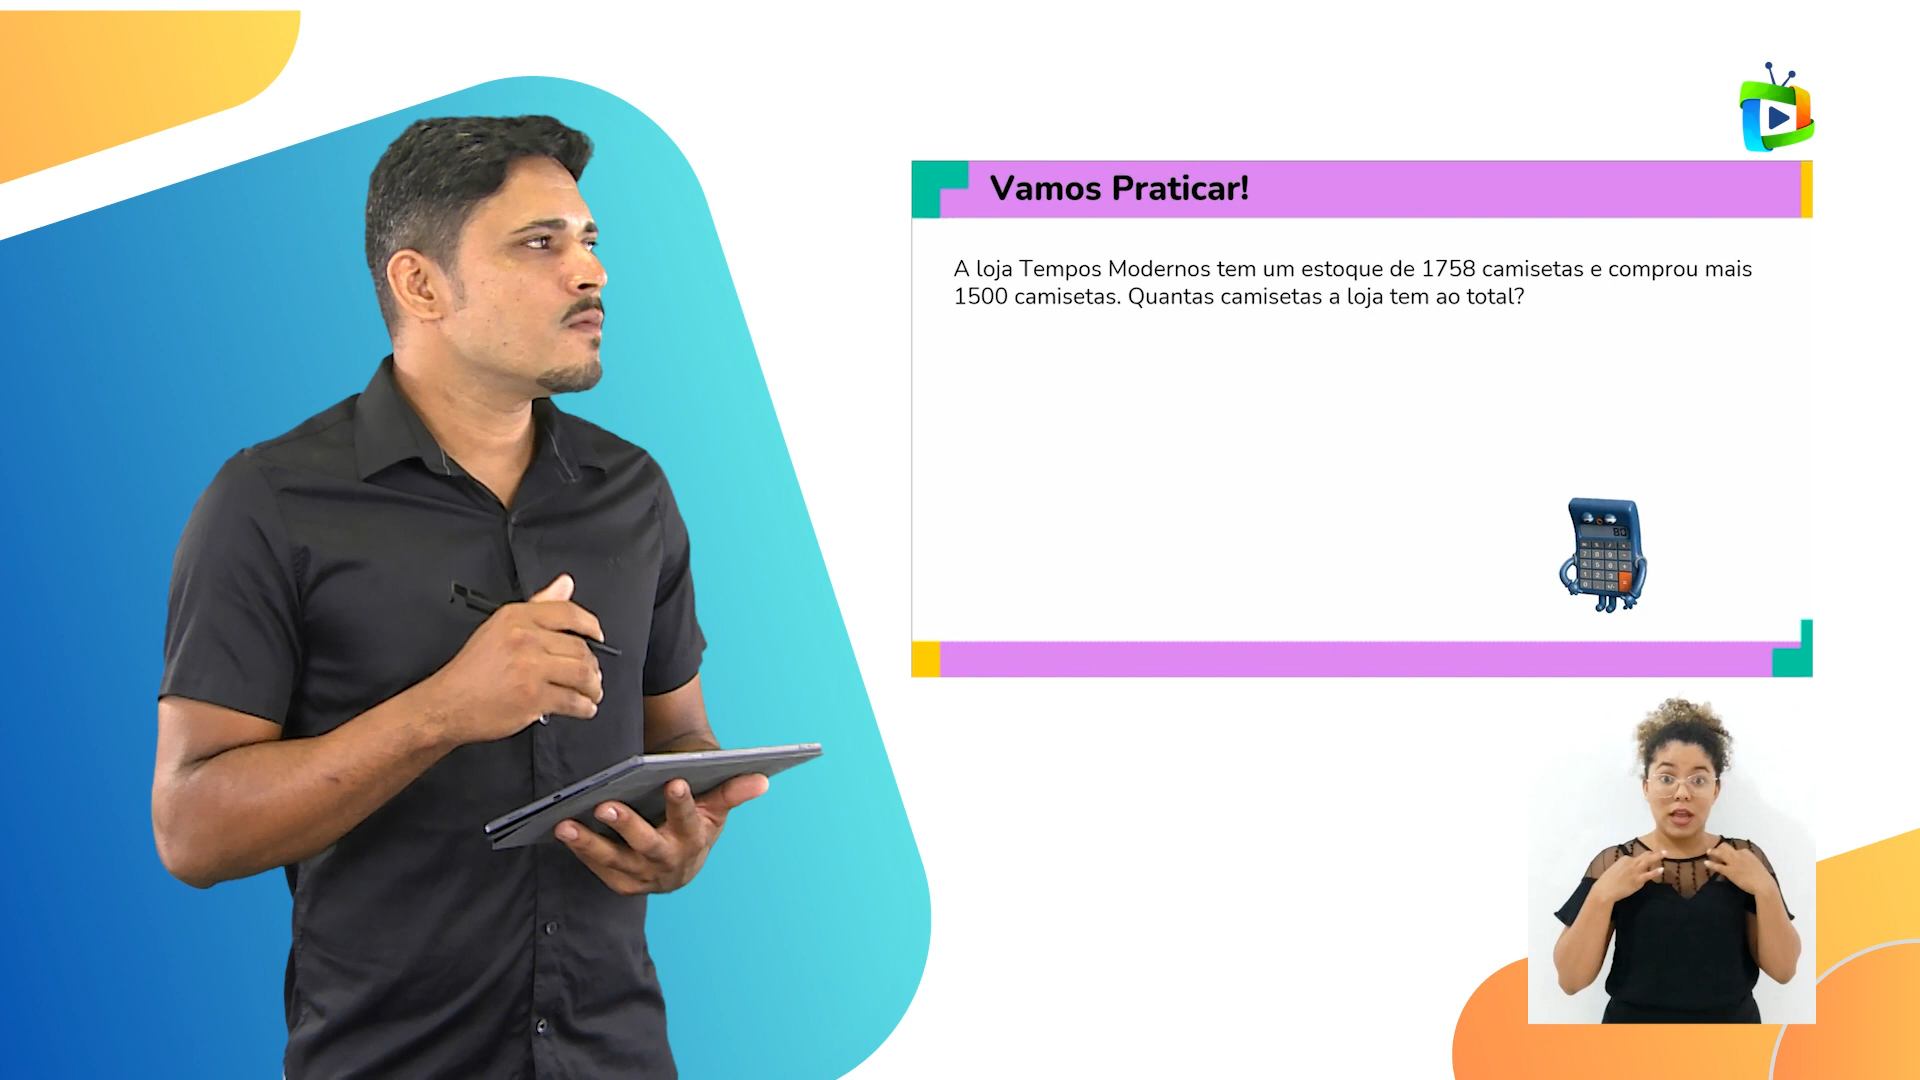 Vamos Praticar!
A loja Tempos Modernos tem um estoque de 1758 camisetas e comprou mais
1500 camisetas. Quantas camisetas a loja tem ao total?
80